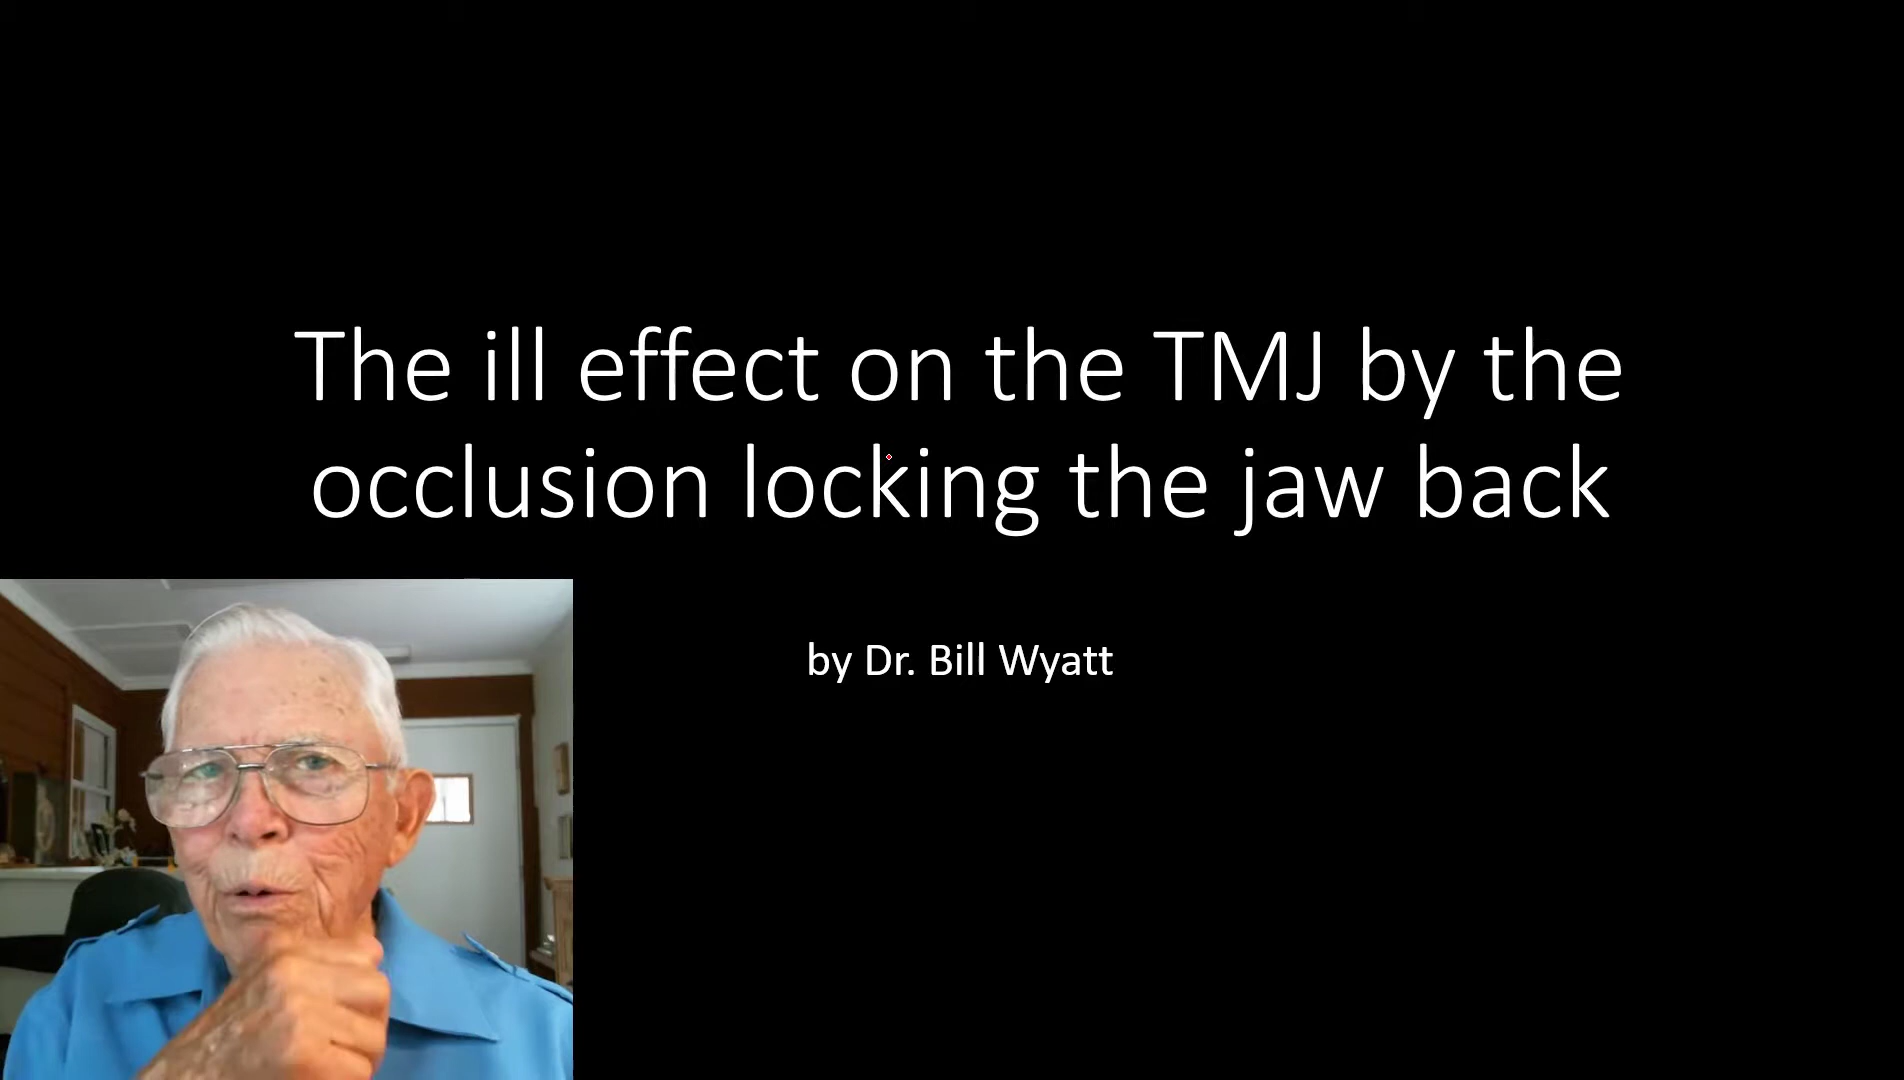 The ill effect on the TMJ by the
occlusion locking the jaw back
by Dr. Bill Wyatt